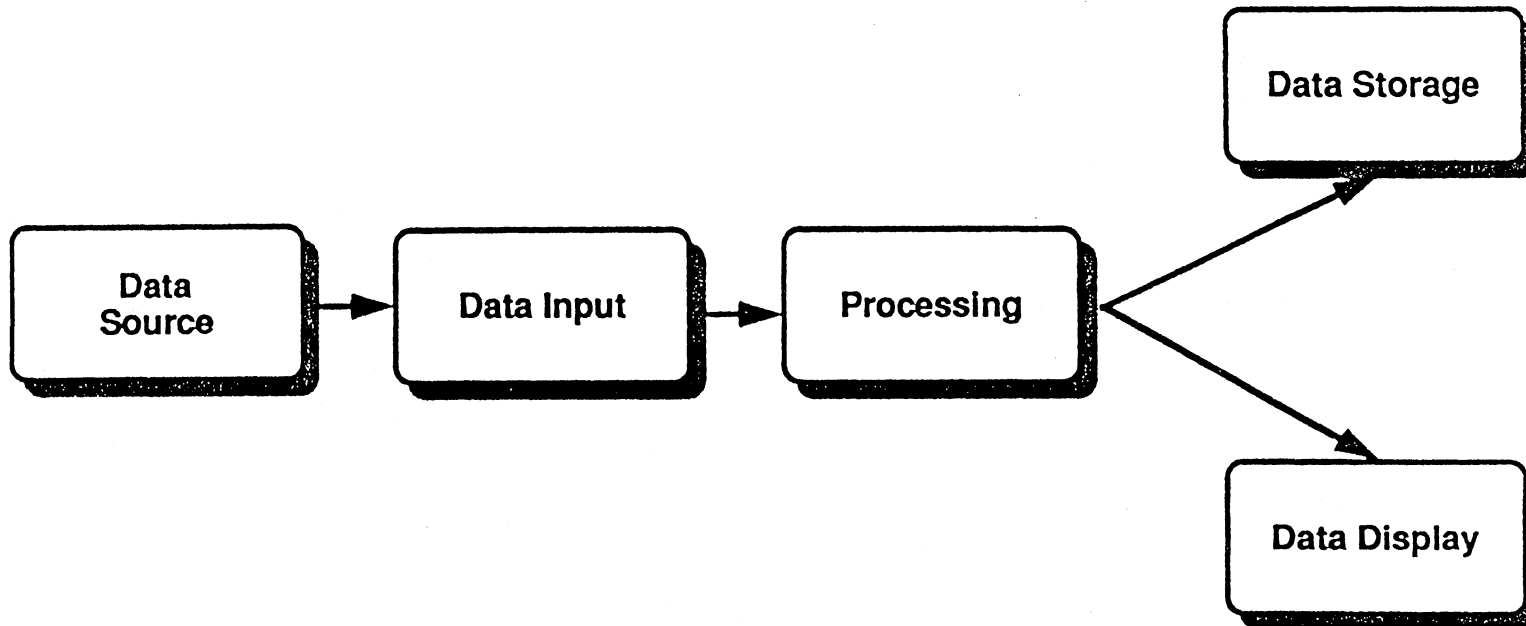 Data Storage
Data
Source
Data Input
Processing
Data Display